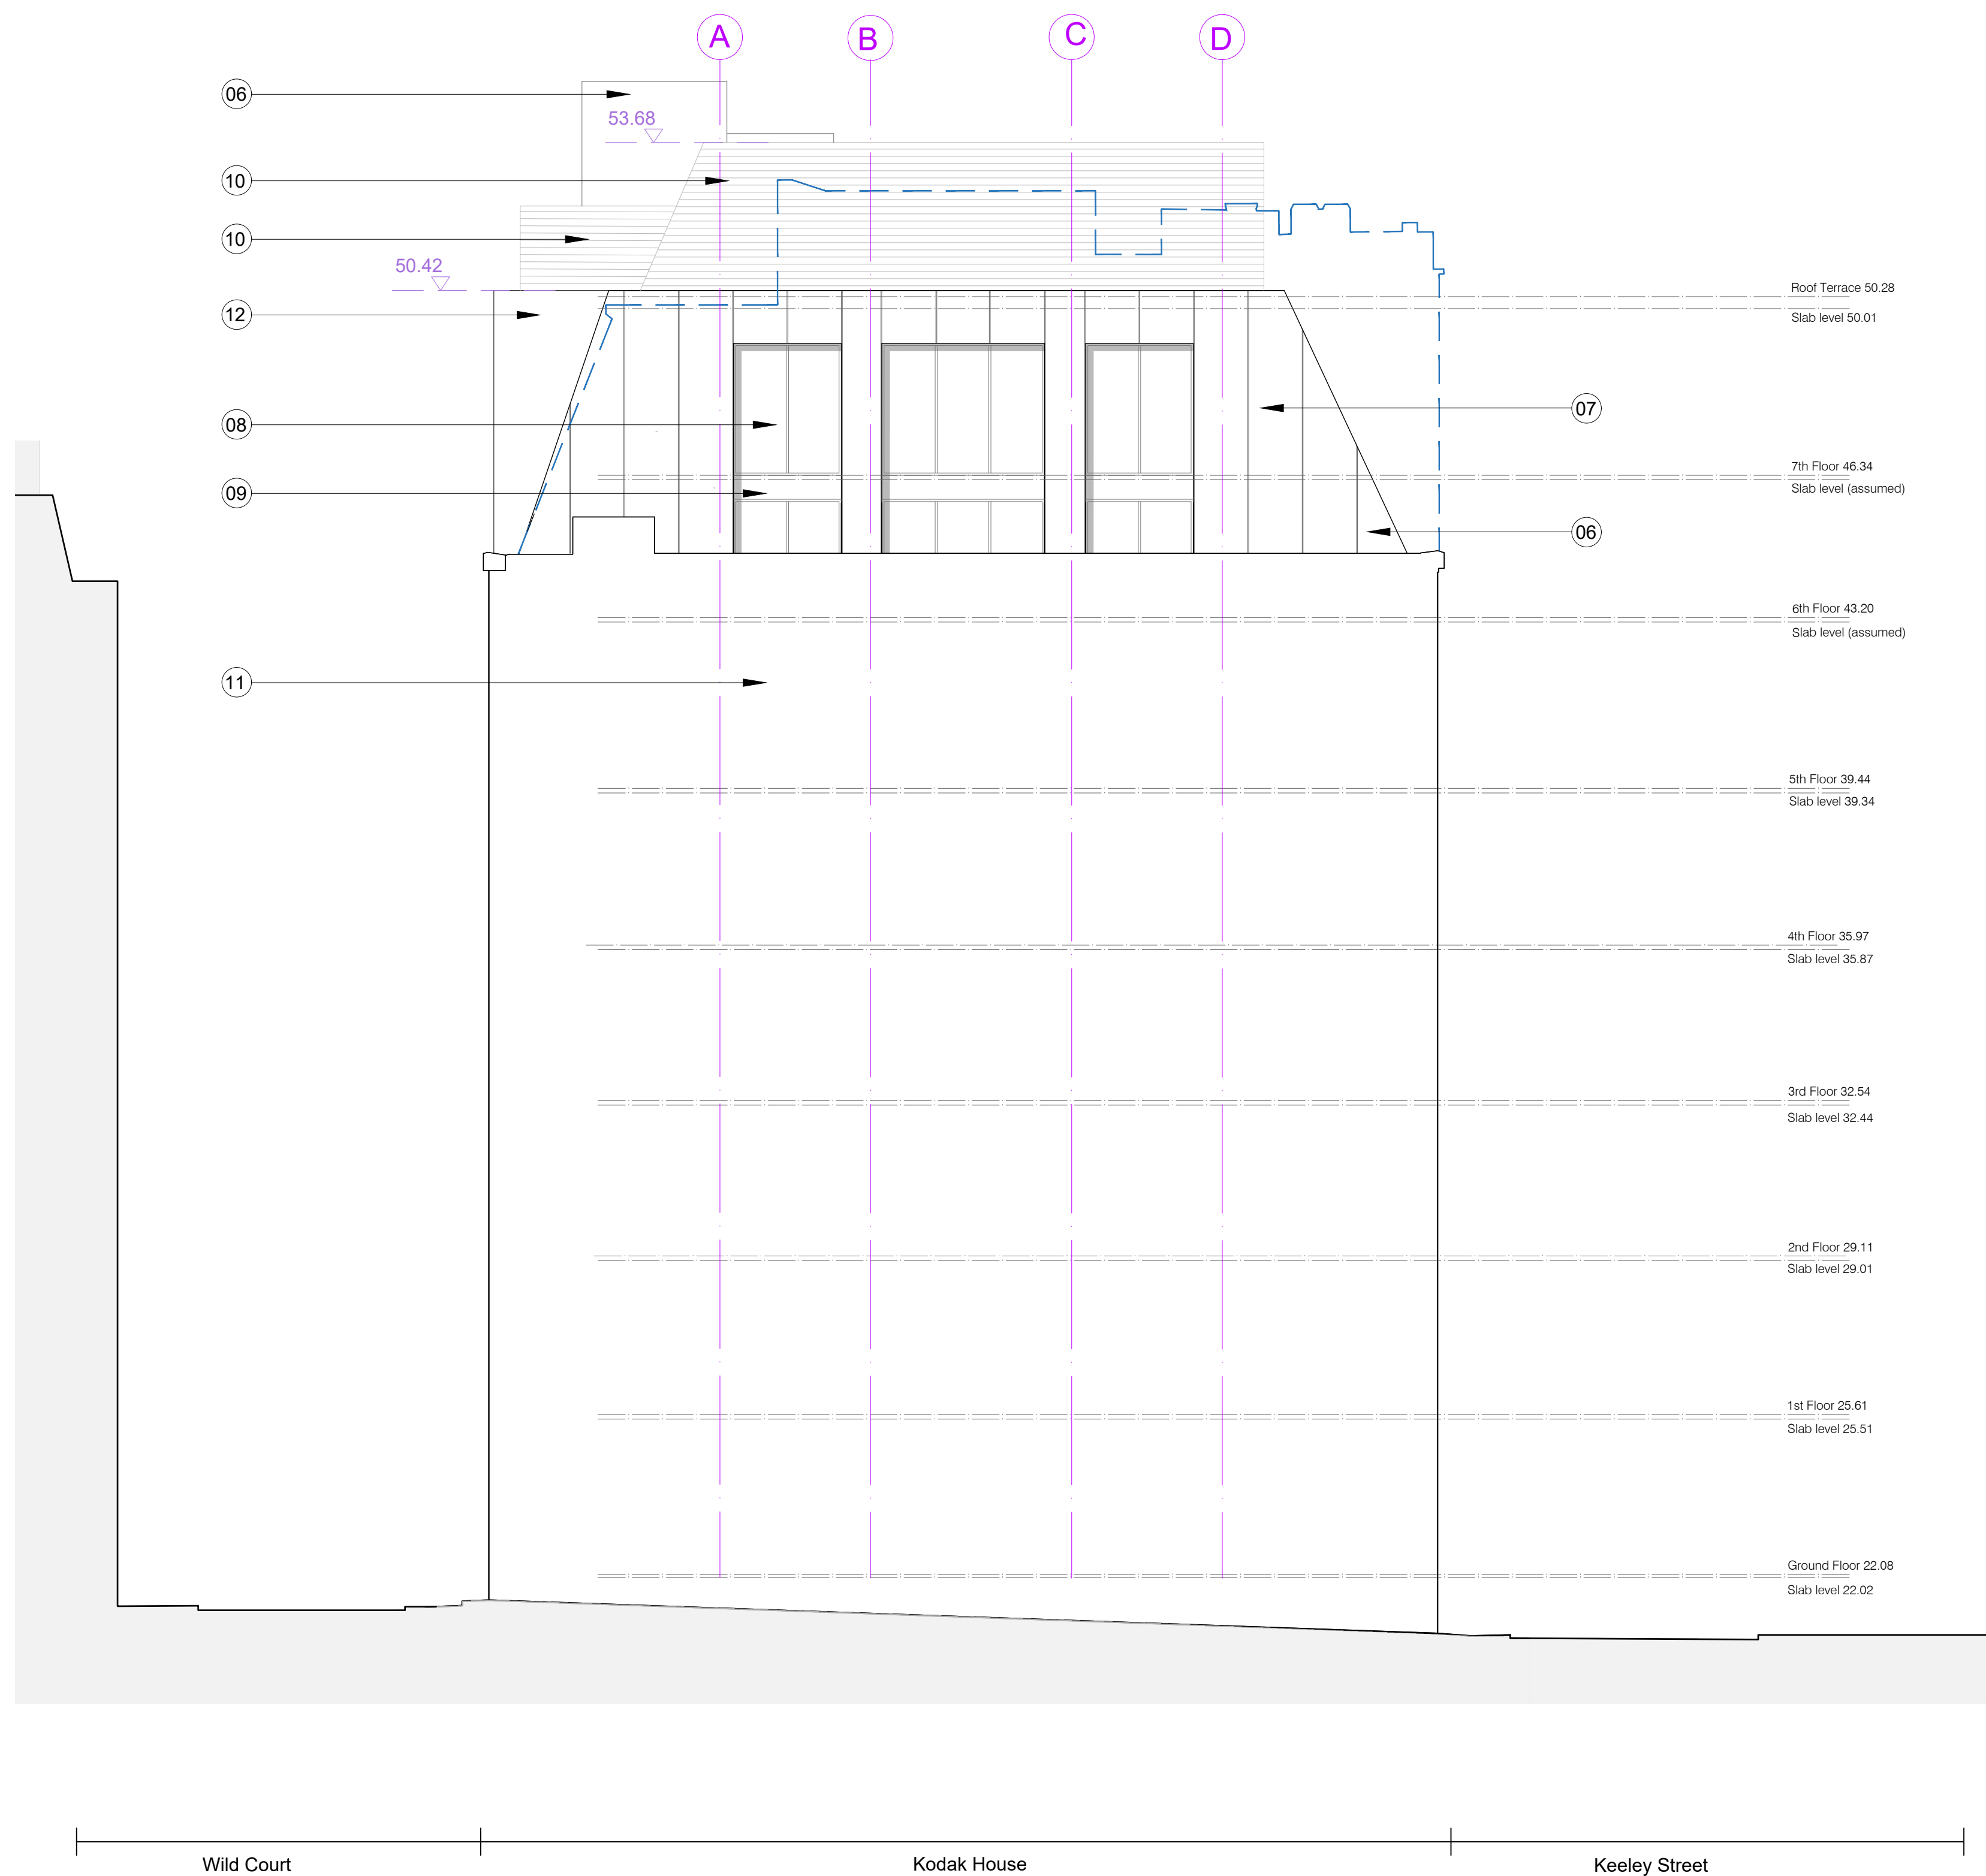 A
B
C
D
06
53.68
10
10
50.42
12
Roof Terrace 50.28
Slab level 50.01
08
07
7th Floor 46.34
09
Slab level (assumed)
06
6th Floor 43.20
Slab level (assumed)
11
5th Floor 39.44
Slab level 39.34
4th Floor 35.97
Slab level 35.87
3rd Floor 32.54
Slab level 32.44
2nd Floor 29.11
Slab level 29.01
1st Floor 25.61
Slab level 25.51
Ground Floor 22.08
Slab level 22.02
Wild Court
Kodak House
Keeley Street